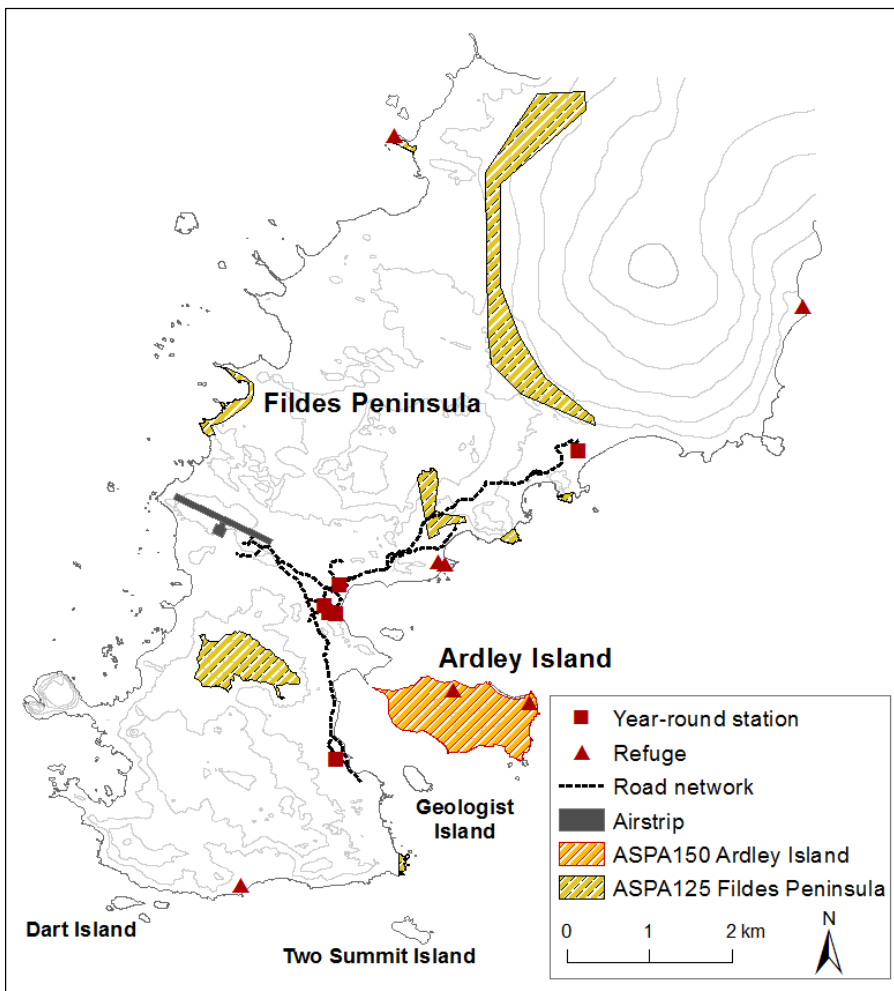 Fildes Peninsula
Ardley Island
Geologist
Island
Dart Island
Two Summit Island
Year-round station
Refuge
Road network
Airstrip
ASPA150 Ardley Island
ASPA125 Fildes Peninsula
0 1 2 km
N